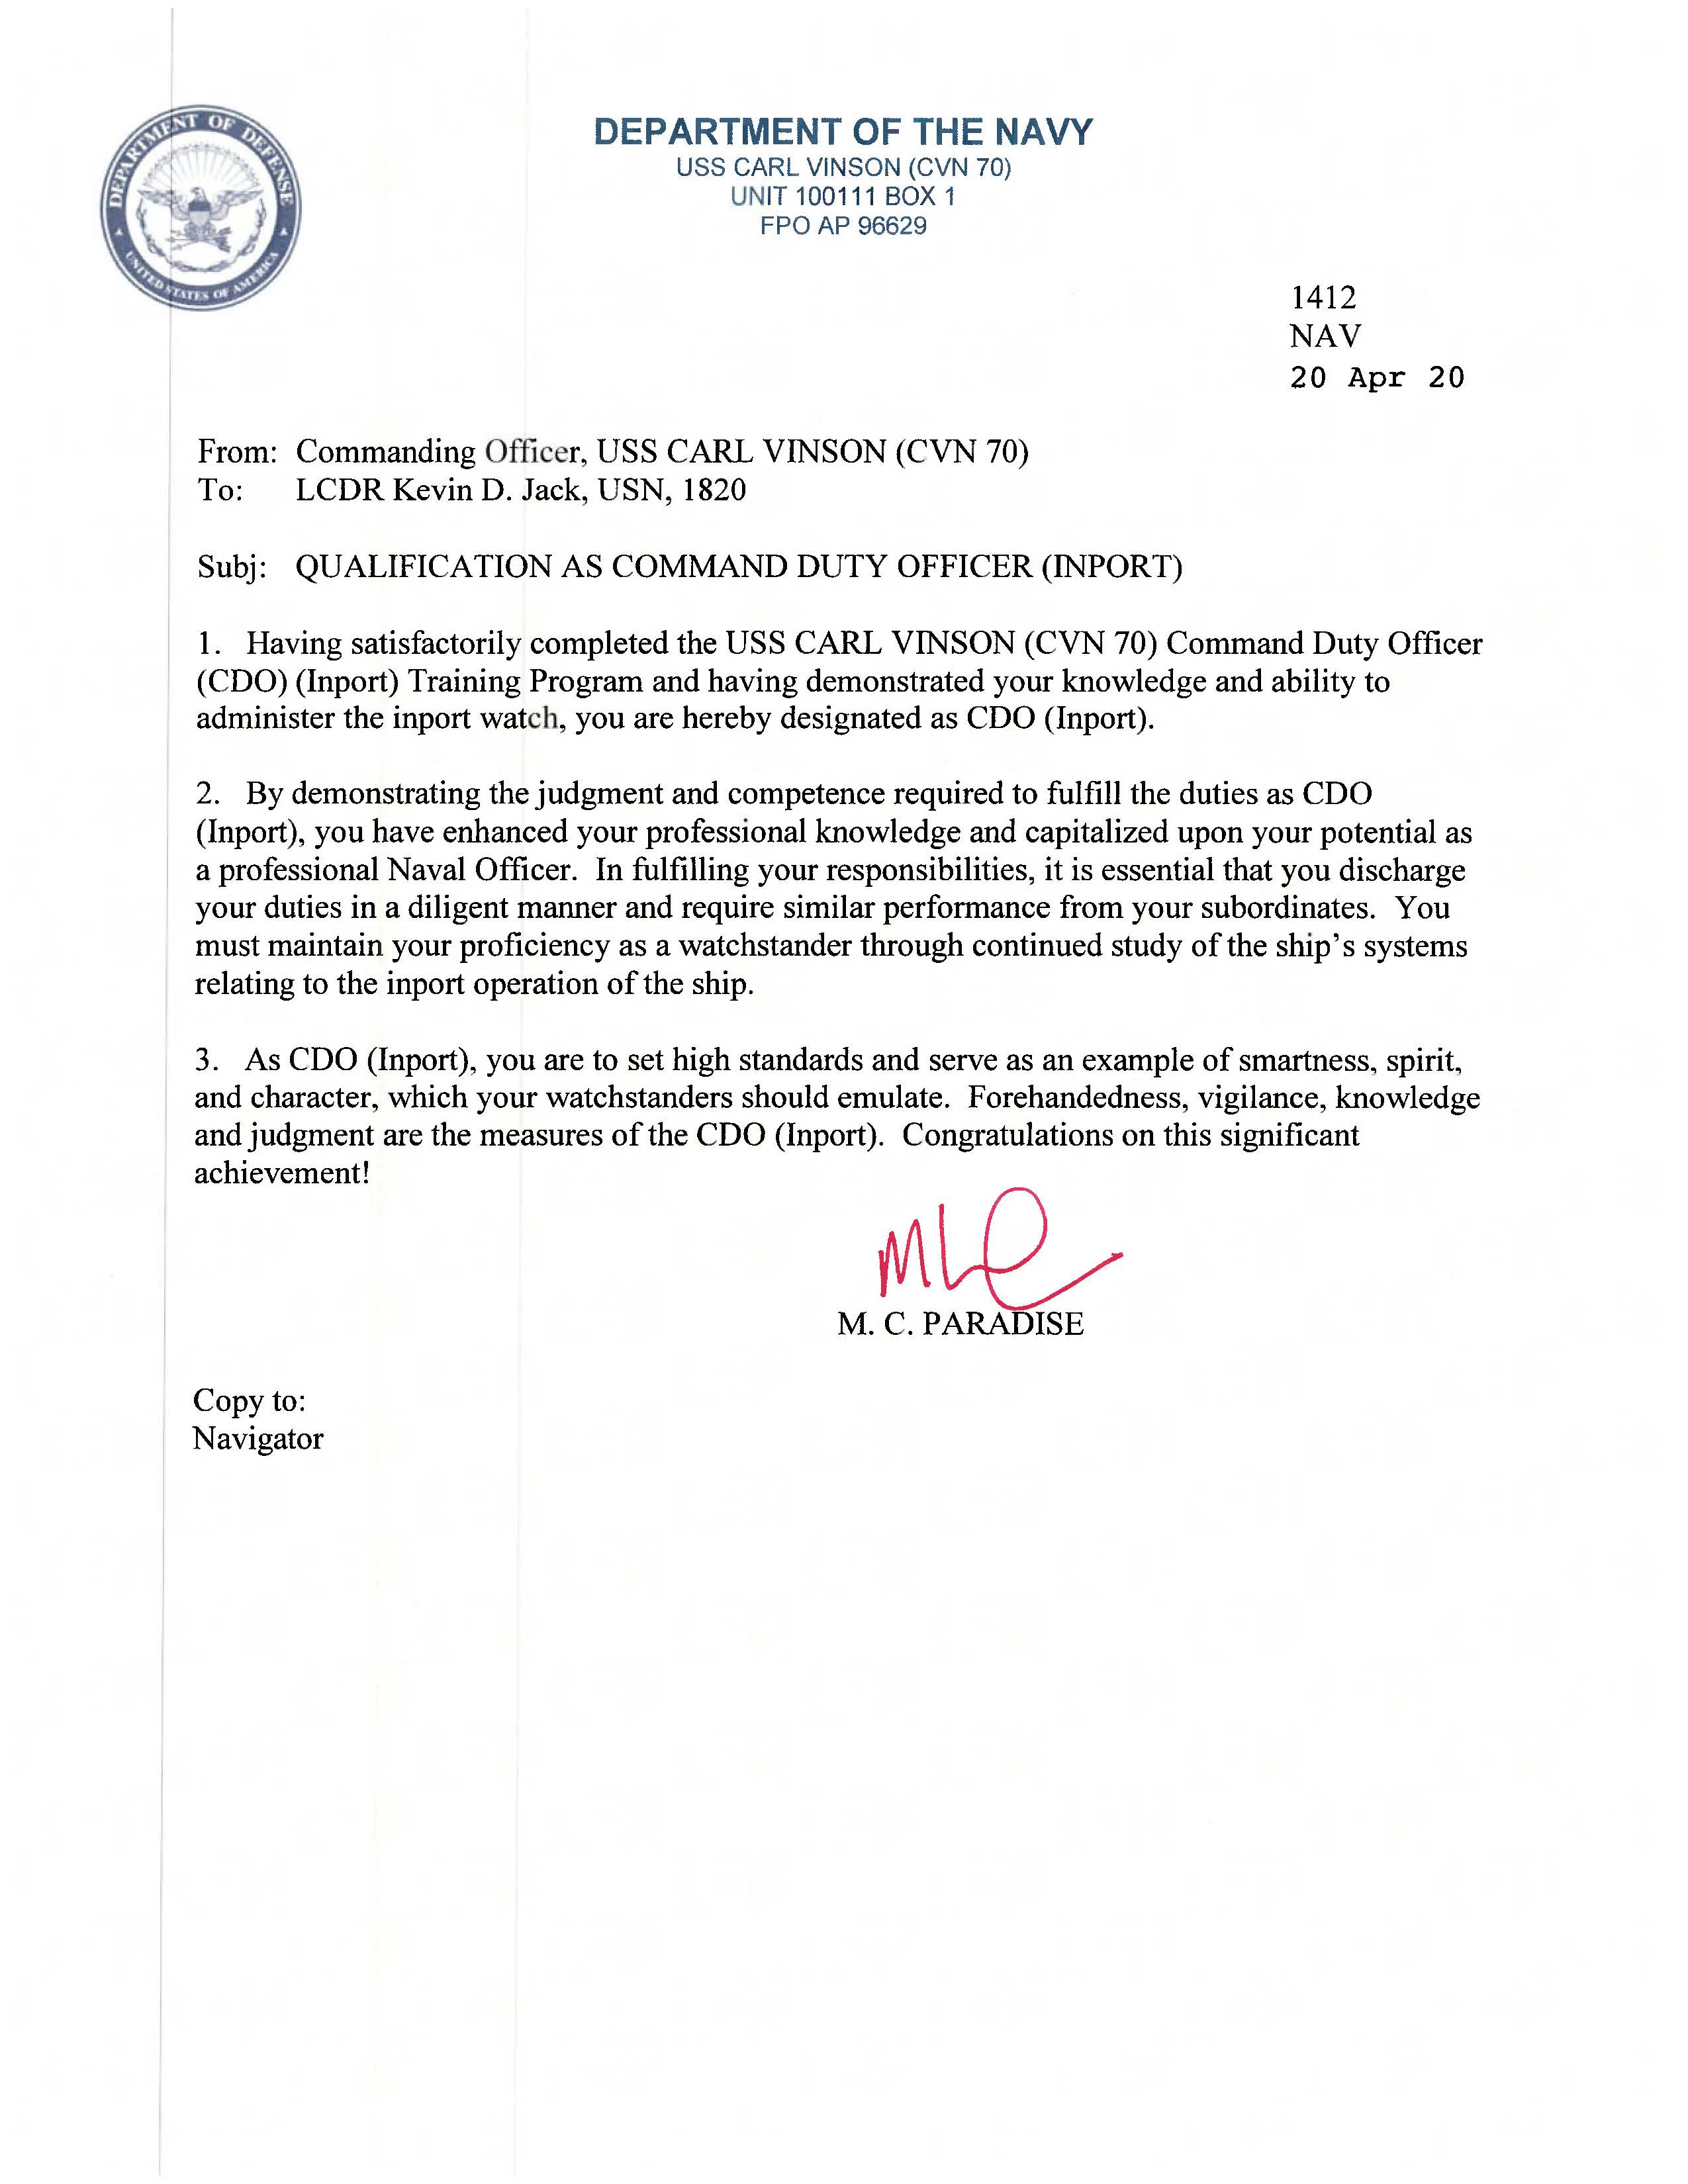 DEPARTMENT OF DEFENSE
UNITED STATES OF AMERICA
DEPARTMENT OF THE NAVY
USS CARL VINSON (CVN 70)
UNIT 100111 BOX 1
FPO AP 96629
1412
NAV
20 Apr 20
From: Commanding Officer, USS CARL VINSON (CVN 70)
To: LCDR Kevin D. Jack, USN, 1820
Subj: QUALIFICATION AS COMMAND DUTY OFFICER (INPORT)
1. Having satisfactorily completed the USS CARL VINSON (CVN 70) Command Duty Officer
(CDO) (Inport) Training Program and having demonstrated your knowledge and ability to
administer the inport watch, you are hereby designated as CDO (Inport).
2. By demonstrating the judgment and competence required to fulfill the duties as CDO
(Inport), you have enhanced your professional knowledge and capitalized upon your potential as
a professional Naval Officer. In fulfilling your responsibilities, it is essential that you discharge
your duties in a diligent manner and require similar performance from your subordinates. You
must maintain your proficiency as a watchstander through continued study of the ship's systems
relating to the inport operation of the ship.
3. As CDO (Inport), you are to set high standards and serve as an example of smartness, spirit,
and character, which your watchstanders should emulate. Forehandedness, vigilance, knowledge
and judgment are the measures of the CDO (Inport). Congratulations on this significant
achievement!
M. C. PARADISE
Copy to:
Navigator